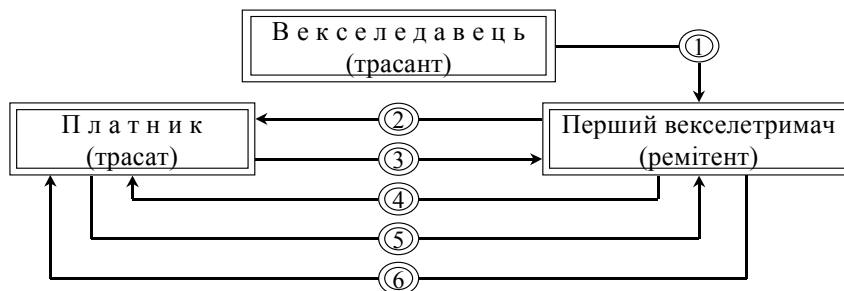 В е к с е л е д а в е ц ь
(трасант)
1
П л а т н и к
(трасат)
2
3
Перший векселетримач
(ремітент)
4
5
6